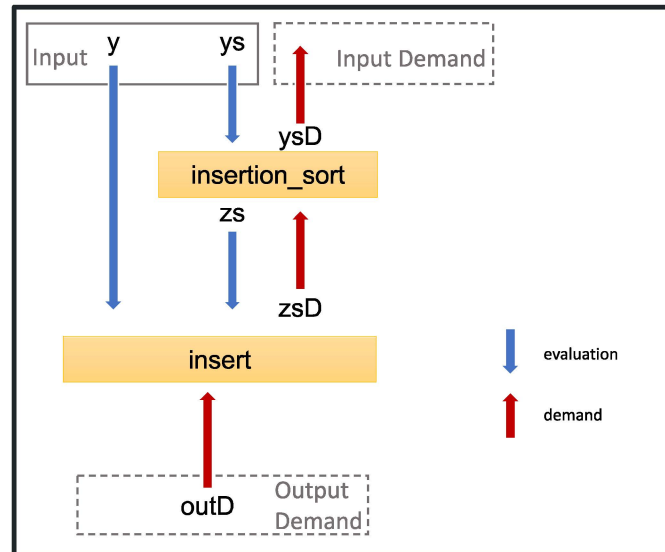 y
ys
Input
Input Demand
ysD
insertion_sort
zs
zsD
insert
evaluation
demand
outD
Output
Demand